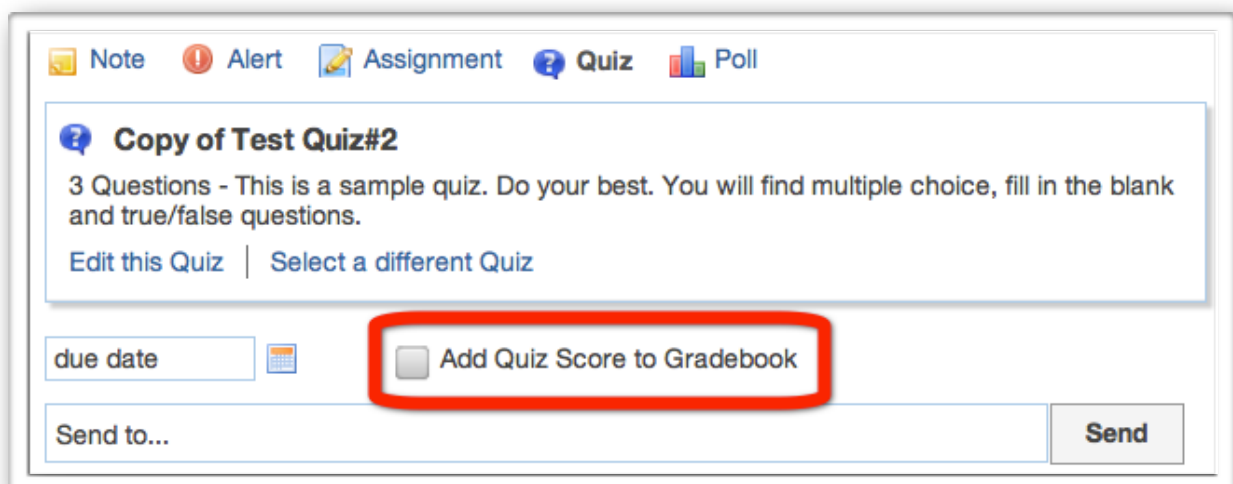 Note Alert Assignment Quiz Poll
Copy of Test Quiz#2
3 Questions - This is a sample quiz. Do your best. You will find multiple choice, fill in the blank
and true/false questions.
Edit this Quiz | Select a different Quiz
due date Add Quiz Score to Gradebook
Send to... Send